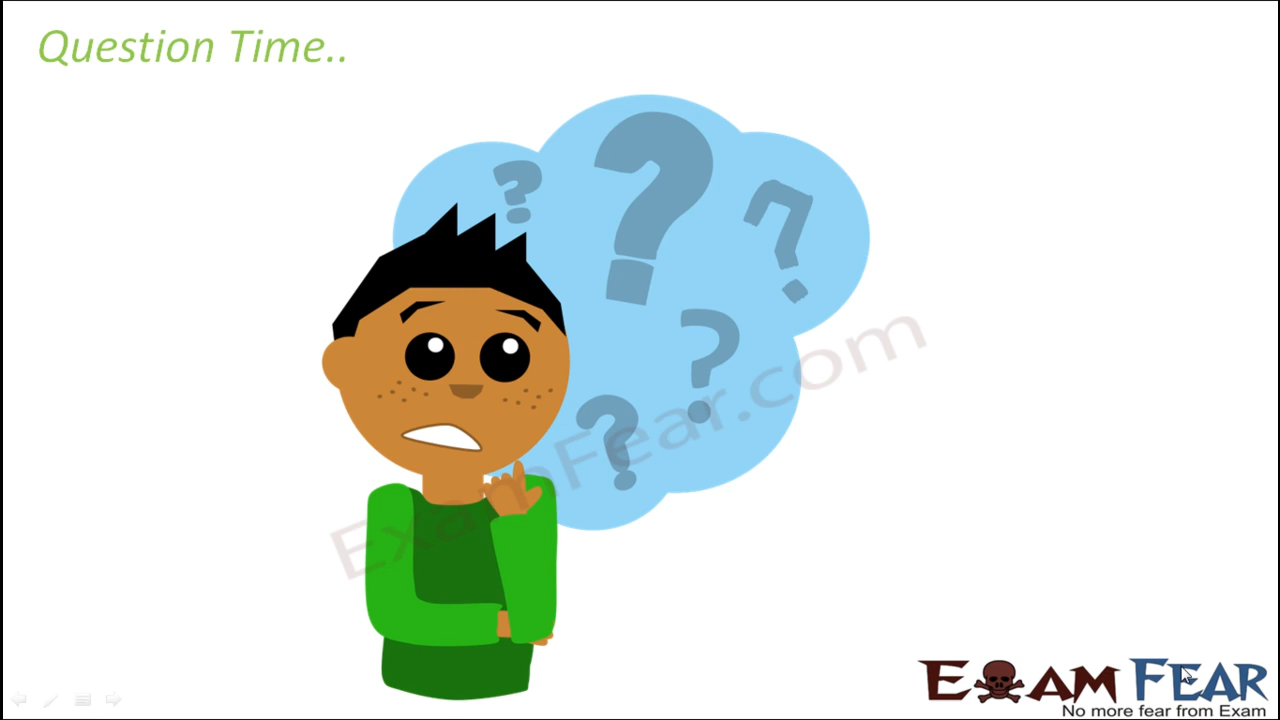 Question Time..
? ? ?
?
?
ExamFear.com
EXAM FEAR
No more fear from Exam